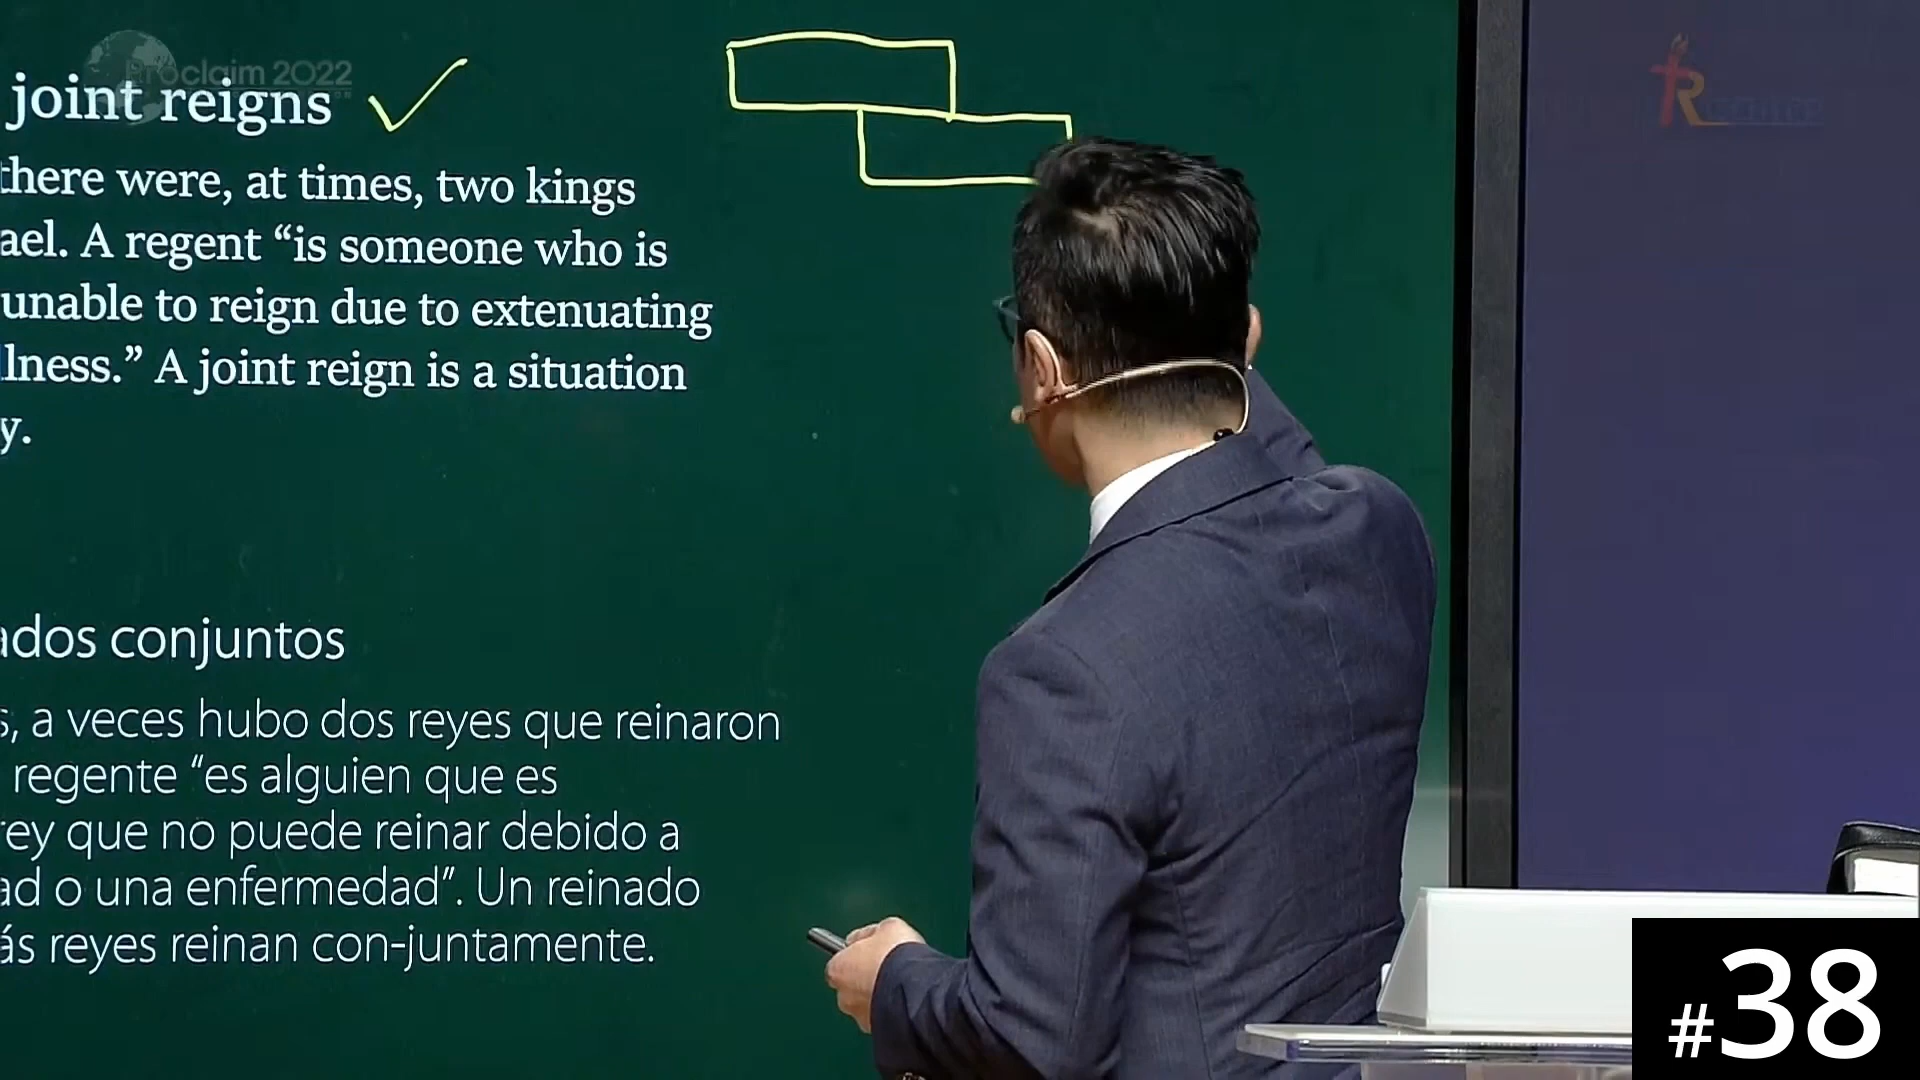 Proclaim 2022
joint reigns
there were, at times, two kings
ael. A regent “is someone who is
unable to reign due to extenuating
lness.” A joint reign is a situation
y.
ados conjuntos
s, a veces hubo dos reyes que reinaron
regente “es alguien que es
rey que no puede reinar debido a
ad o una enfermedad”. Un reinado
ás reyes reinan con-juntamente.
#38